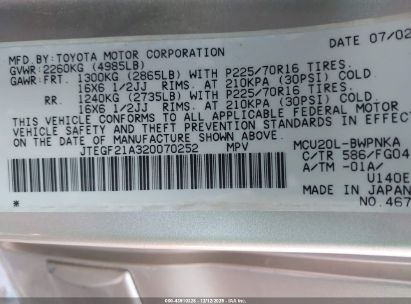 DATE 07/02
MFD.BY:TOYOTA MOTOR CORPORATION
GVWR:2260KG (4985LB)
GAWR:FRT. 1300KG (2865LB) WITH P225/70R16 TIRES.
16X6 1/2JJ RIMS. AT 210KPA (30PSI) COLD
RR. 1240KG (2735LB) WITH P225/70R16 TIRES.
16X6 1/2JJ RIMS. AT 210KPA (30PSI) COLD
THIS VEHICLE CONFORMS TO ALL APPLICABLE FEDERAL MOTOR
VEHICLE SAFETY AND THEFT PREVENTION STANDARDS IN EFFECT
ON THE DATE OF MANUFACTURE SHOWN ABOVE.
JTEGF21A320070252 MPV MCU20L-BWPNKA
C/TR 586/FG04
A/TM -01A/
U140E
MADE IN JAPAN
* NO.467